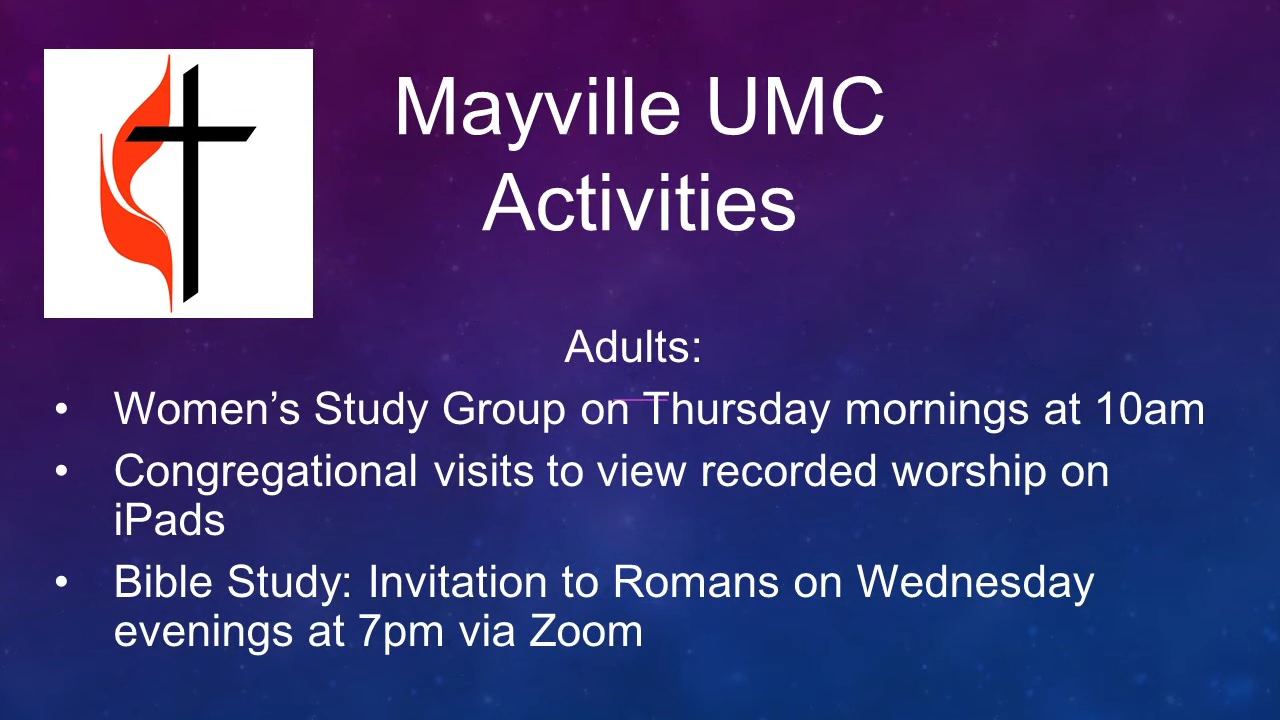 Mayville UMC
Activities
Adults:
• Women’s Study Group on Thursday mornings at 10am
• Congregational visits to view recorded worship on
iPads
• Bible Study: Invitation to Romans on Wednesday
evenings at 7pm via Zoom